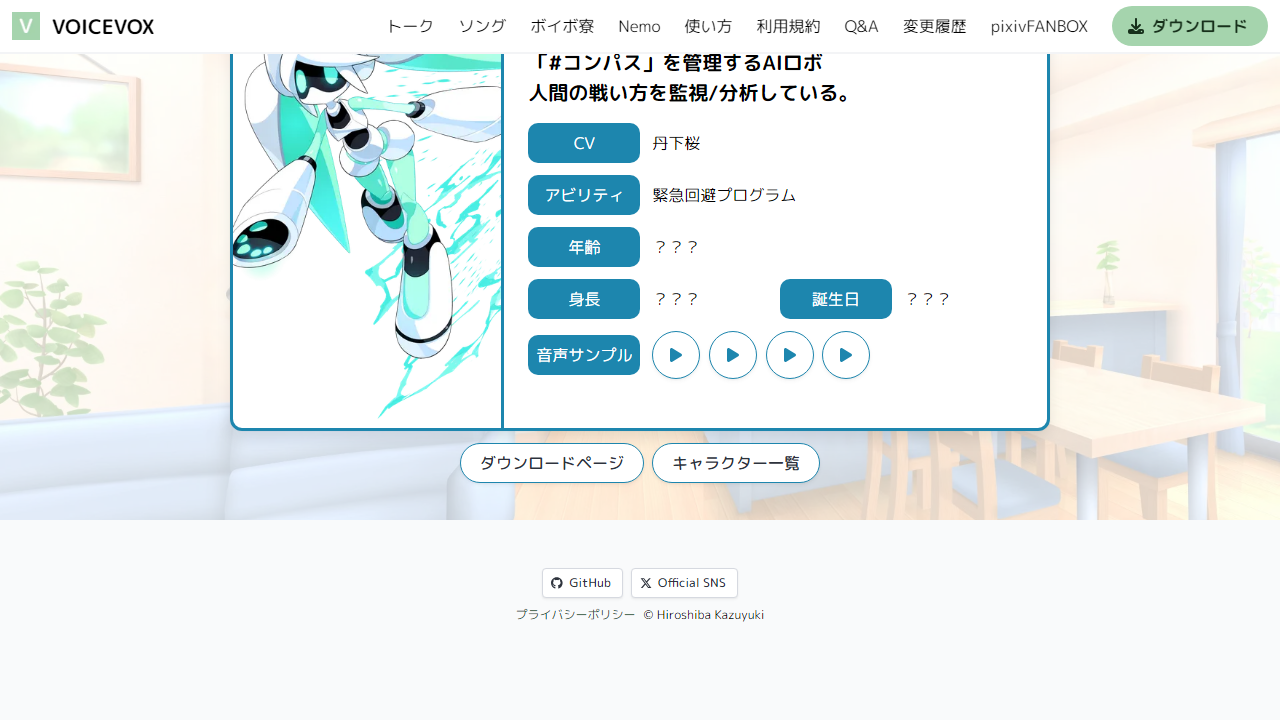 V VOICEVOX トーク ソング ボイボ寮 Nemo 使い方 利用規約 Q&A 変更履歴 pixivFANBOX ダウンロード
「#コンパス」を管理するAIロボ
人間の戦い方を監視/分析している。
CV 丹下桜
アビリティ 緊急回避プログラム
年齢 ？？？
身長 ？？？ 誕生日 ？？？
音声サンプル
ダウンロードページ キャラクター一覧
GitHub Official SNS
プライバシーポリシー © Hiroshiba Kazuyuki